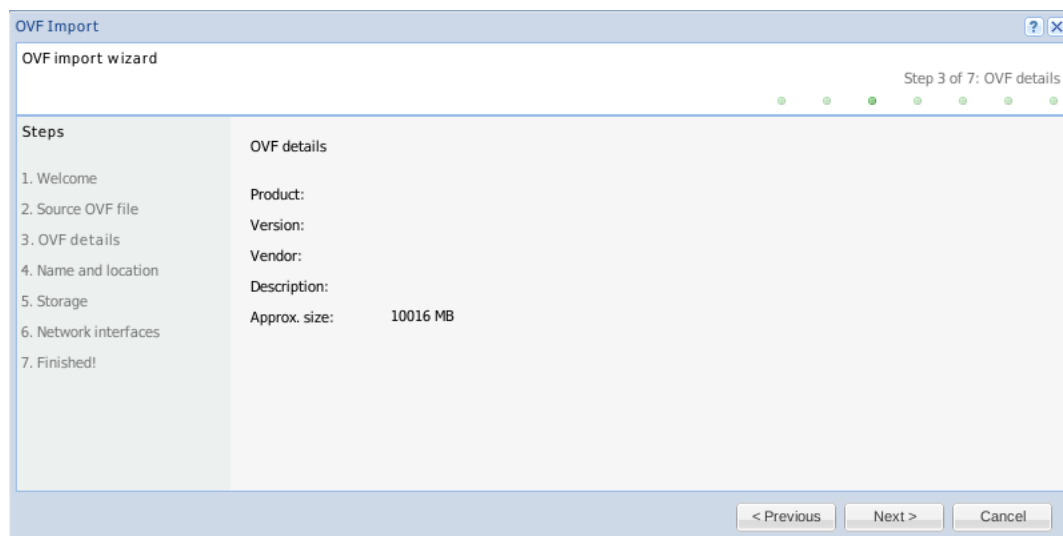 OVF Import
?
OVF import wizard
Step 3 of 7: OVF details
Steps
1. Welcome
2. Source OVF file
3. OVF details
4. Name and location
5. Storage
6. Network interfaces
7. Finished!
OVF details
Product:
Version:
Vendor:
Description:
Approx. size: 10016 MB
< Previous
Next >
Cancel